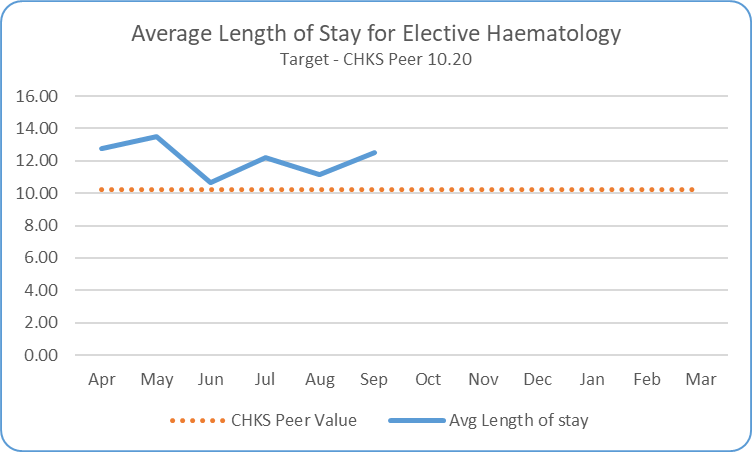 Average Length of Stay for Elective Haematology
Target - CHKS Peer 10.20
16.00
14.00
12.00
10.00
8.00
6.00
4.00
2.00
0.00
Apr May Jun Jul Aug Sep Oct Nov Dec Jan Feb Mar
CHKS Peer Value Avg Length of stay